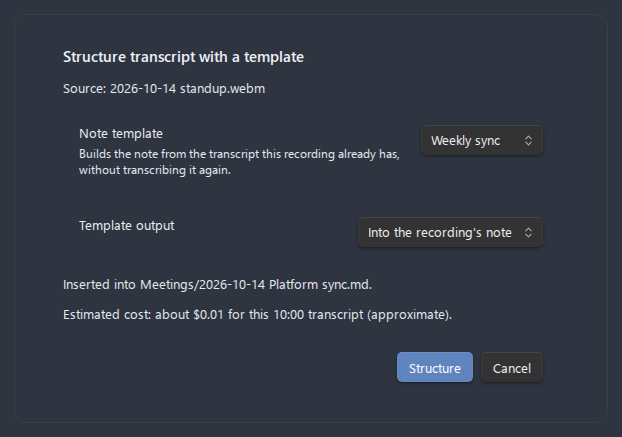 Structure transcript with a template
Source: 2026-10-14 standup.webm
Note template
Builds the note from the transcript this recording already has,
without transcribing it again.
Weekly sync
Template output
Into the recording's note
Inserted into Meetings/2026-10-14 Platform sync.md.
Estimated cost: about $0.01 for this 10:00 transcript (approximate).
Structure
Cancel